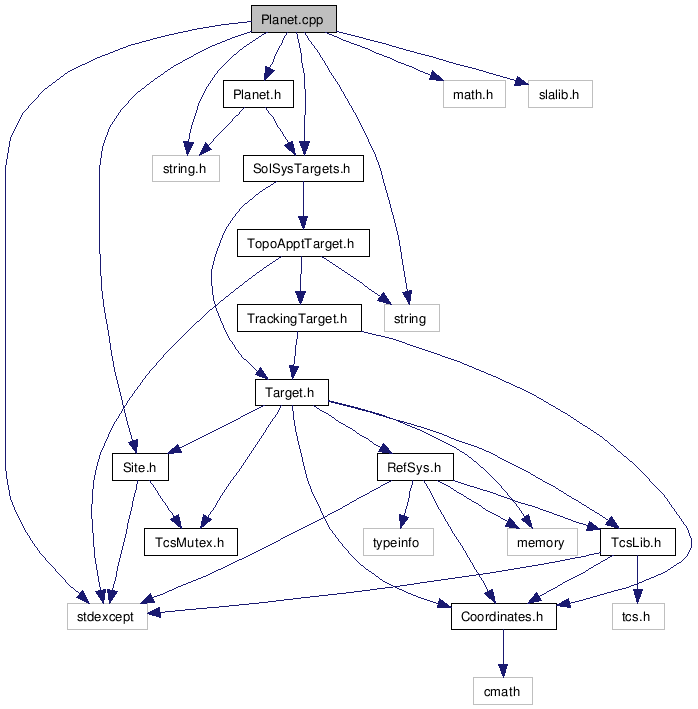 Planet.cpp
Planet.h
math.h
slalib.h
string.h
SolSysTargets.h
TopoApptTarget.h
TrackingTarget.h
string
Target.h
Site.h
RefSys.h
TcsMutex.h
typeinfo
memory
TcsLib.h
stdexcept
Coordinates.h
tcs.h
cmath